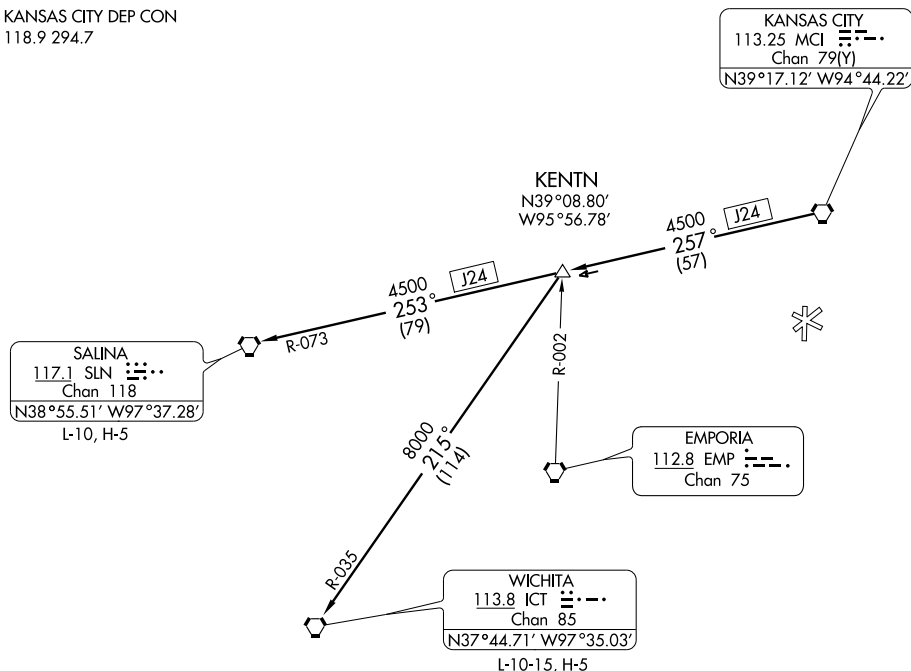 KANSAS CITY DEP CON
118.9 294.7
KANSAS CITY
113.25 MCI
Chan 79(Y)
N39°17.12' W94°44.22'
KENTN
N39°08.80'
W95°56.78'
4500
J24
257°
(57)
4500
J24
253°
(79)
R-073
SALINA
117.1 SLN
Chan 118
N38°55.51' W97°37.28'
L-10, H-5
R-002
8000
215°
(114)
R-035
EMPORIA
112.8 EMP
Chan 75
WICHITA
113.8 ICT
Chan 85
N37°44.71' W97°35.03'
L-10-15, H-5